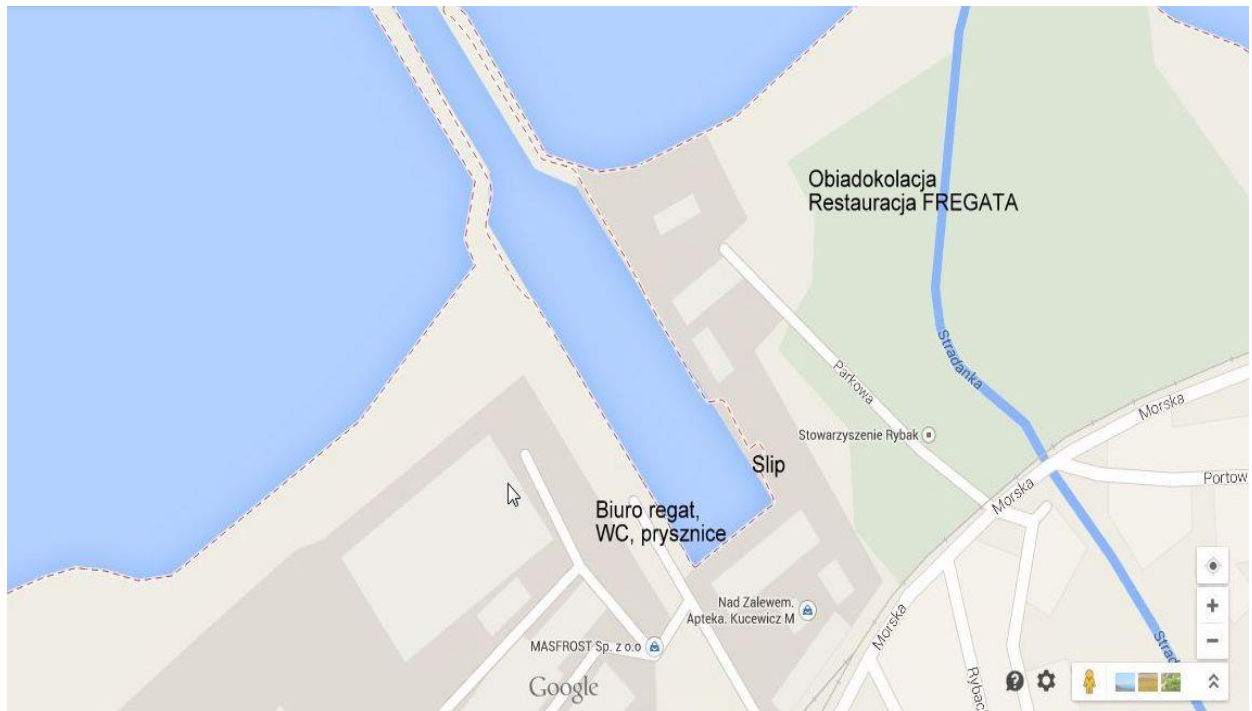 Obiadokolacja
Restauracja FREGATA
Stradanka
Parkowa
Morska
Stowarzyszenie Rybak
Slip
Portow
Morska
Biuro regat,
WC, prysznice
Nad Zalewem.
Apteka. Kucewicz M
Morska
MASFROST Sp. z o.o
Strada
Rybac
Google